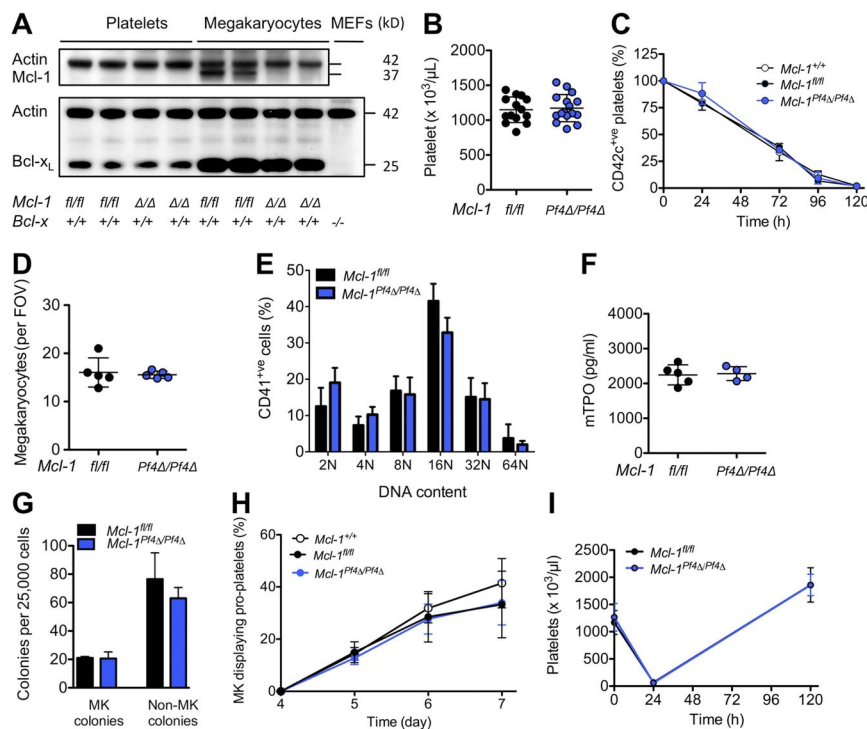 A
Platelets Megakaryocytes MEFs (kD)
Actin 42
Mcl-1 37
Actin 42
Bcl-xL 25
Mcl-1 fl/fl fl/fl Δ/Δ Δ/Δ fl/fl fl/fl Δ/Δ Δ/Δ
Bcl-x +/+ +/+ +/+ +/+ +/+ +/+ +/+ +/+ -/-
B
Platelet (x 10³/μL)
2000
1500
1000
500
0
Mcl-1 fl/fl Pf4Δ/Pf4Δ
C
CD42c+ve platelets (%)
100
75
50
25
0
Mcl-1+/+
Mcl-1fl/fl
Mcl-1Pf4Δ/Pf4Δ
0 24 48 72 96 120
Time (h)
D
Megakaryocytes (per FOV)
30
20
10
0
Mcl-1 fl/fl Pf4Δ/Pf4Δ
E
CD41+ve cells (%)
50
40
30
20
10
0
Mcl-1fl/fl
Mcl-1Pf4Δ/Pf4Δ
2N 4N 8N 16N 32N 64N
DNA content
F
mTPO (pg/ml)
4000
3000
2000
1000
0
Mcl-1 fl/fl Pf4Δ/Pf4Δ
G
Colonies per 25,000 cells
100
80
60
40
20
0
Mcl-1fl/fl
Mcl-1Pf4Δ/Pf4Δ
MK Non-MK
colonies colonies
H
MK displaying pro-platelets (%)
60
40
20
0
Mcl-1+/+
Mcl-1fl/fl
Mcl-1Pf4Δ/Pf4Δ
4 5 6 7
Time (day)
I
Platelets (x 10³/μl)
2500
2000
1500
1000
500
0
Mcl-1fl/fl
Mcl-1Pf4Δ/Pf4Δ
0 24 48 72 96 120
Time (h)